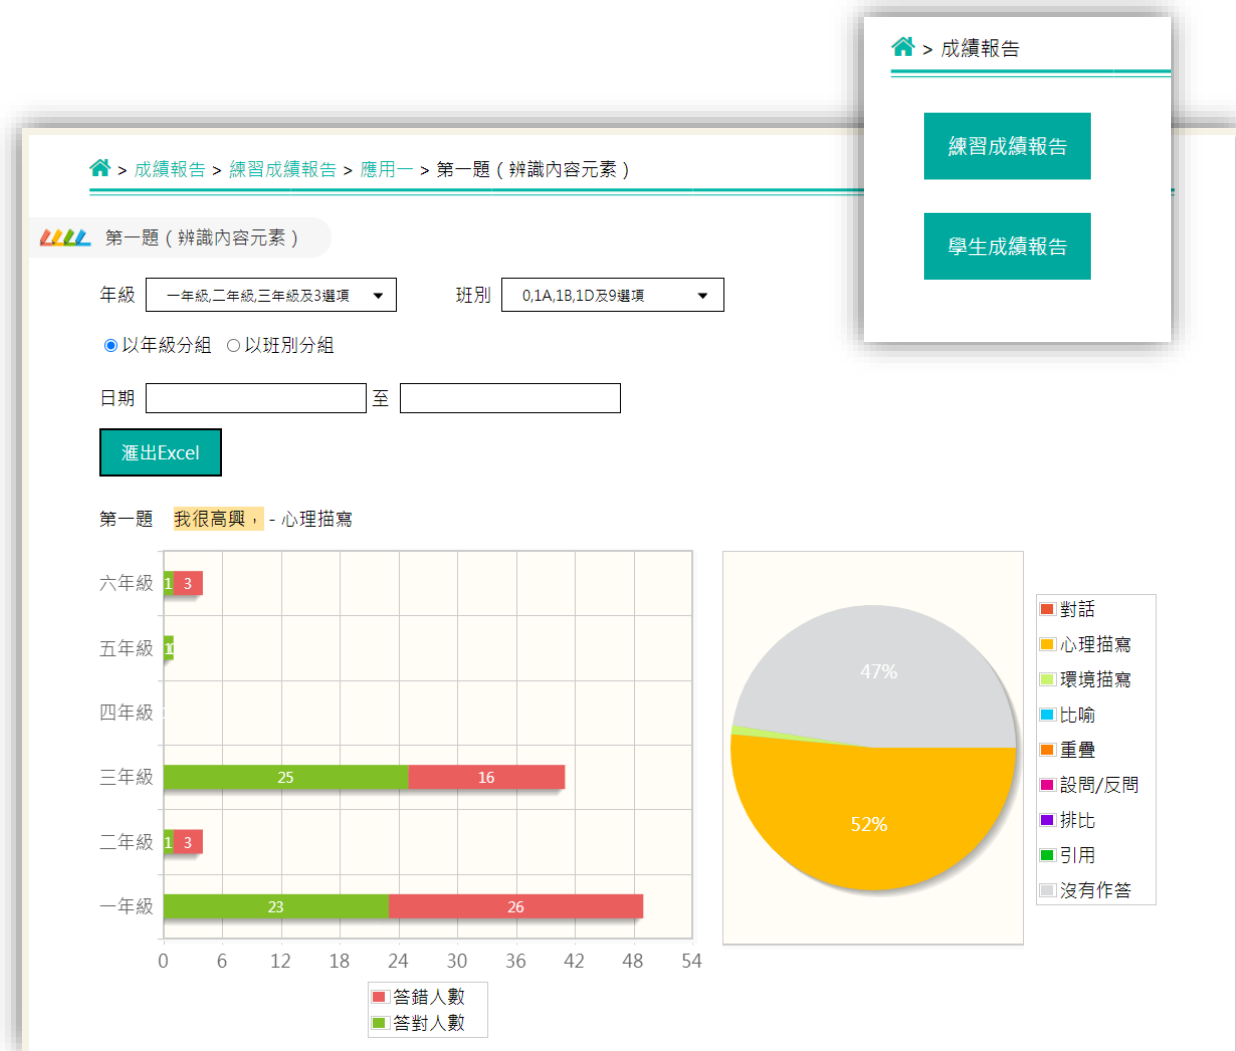 > 成績報告
練習成績報告
學生成績報告
> 成績報告 > 練習成績報告 > 應用一 > 第一題 ( 辨識內容元素 )
第一題 ( 辨識內容元素 )
年級 一年級,二年級,三年級及3選項 班別 0,1A,1B,1D及9選項
以年級分組 以班別分組
日期 至
滙出Excel
第一題 我很高興， - 心理描寫
六年級 1 3
五年級 1
四年級
三年級 25 16
二年級 1 3
一年級 23 26
0 6 12 18 24 30 36 42 48 54
答錯人數
答對人數
47%
52%
對話
心理描寫
環境描寫
比喻
重疊
設問/反問
排比
引用
沒有作答